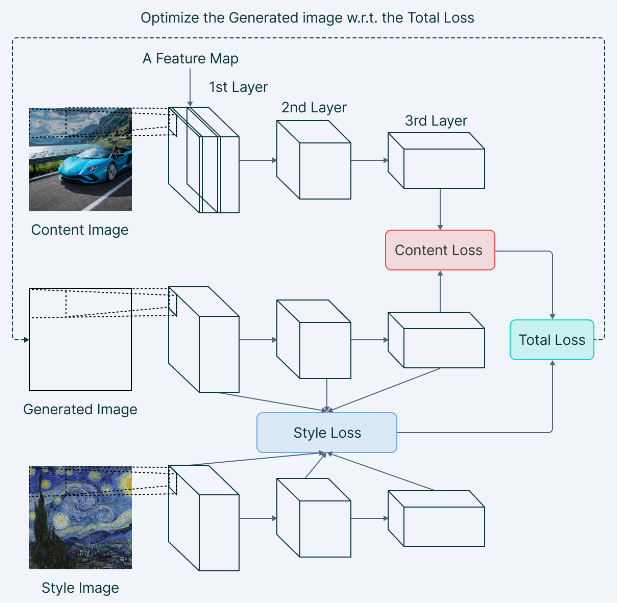 Optimize the Generated image w.r.t. the Total Loss
A Feature Map
1st Layer
2nd Layer
3rd Layer
Content Image
Content Loss
Total Loss
Generated Image
Style Loss
Style Image